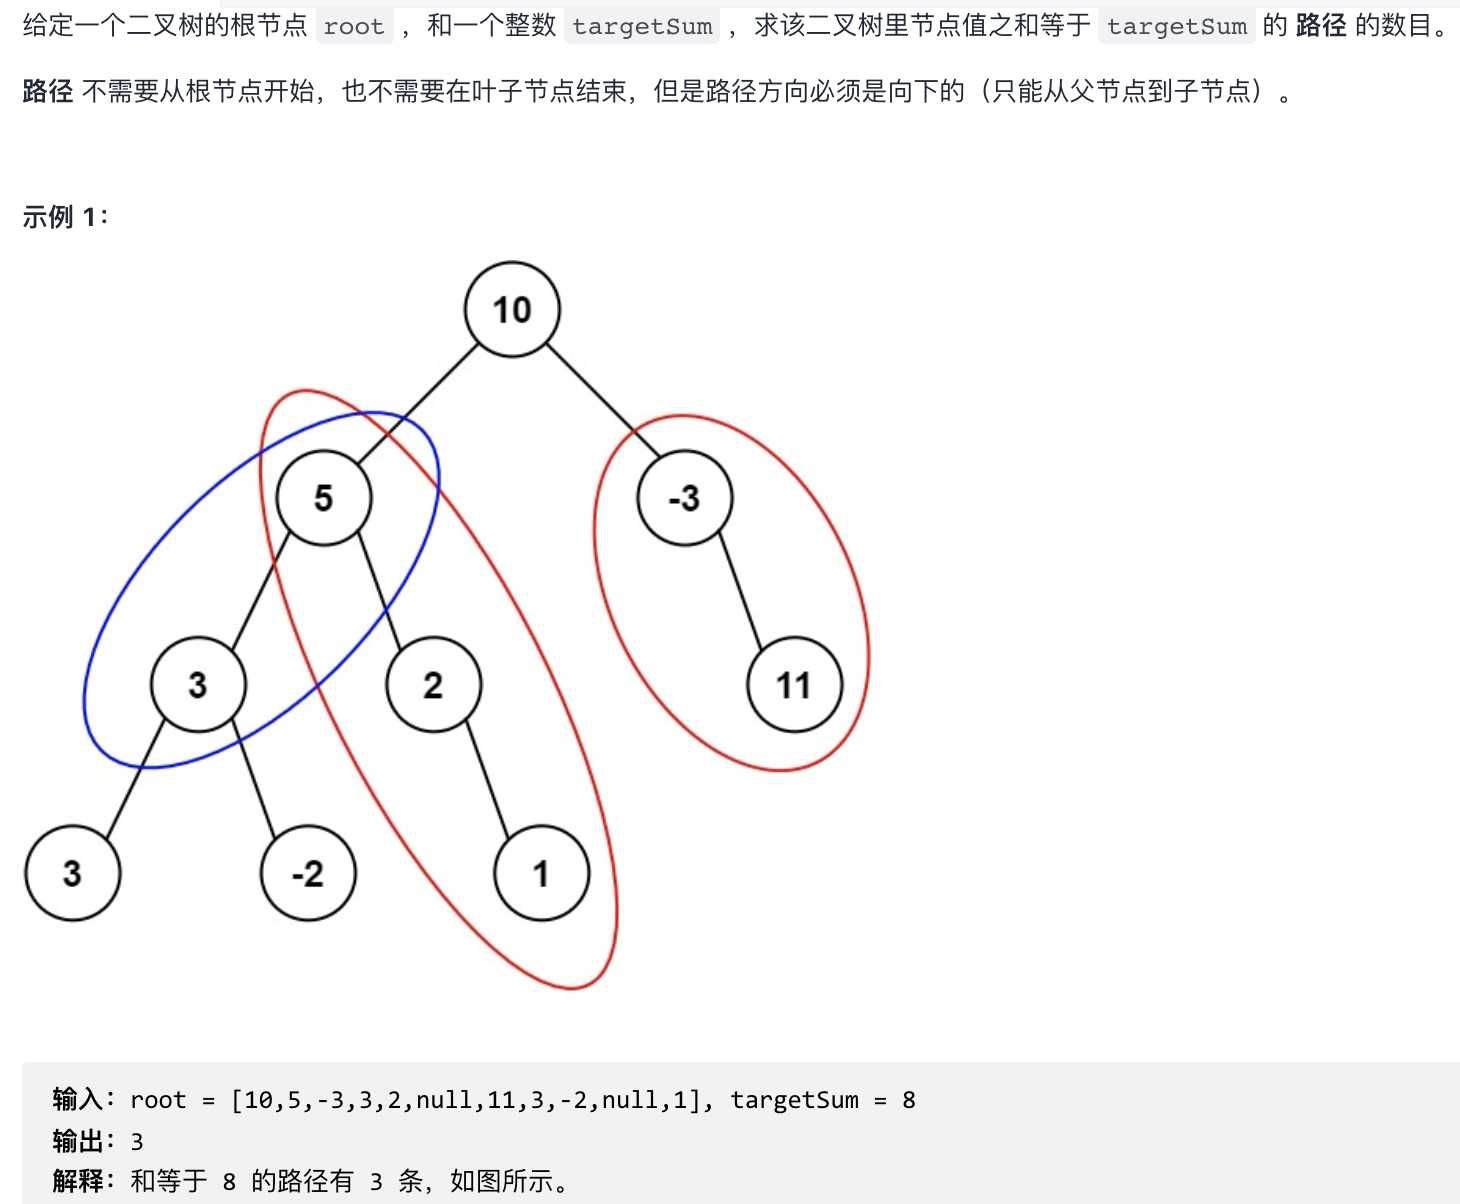 给定一个二叉树的根节点 root ，和一个整数 targetSum ，求该二叉树里节点值之和等于 targetSum 的 路径 的数目。
路径 不需要从根节点开始，也不需要在叶子节点结束，但是路径方向必须是向下的（只能从父节点到子节点）。
示例 1：
10
5
-3
3
2
11
3
-2
1
输入：root = [10,5,-3,3,2,null,11,3,-2,null,1], targetSum = 8
输出：3
解释：和等于 8 的路径有 3 条，如图所示。